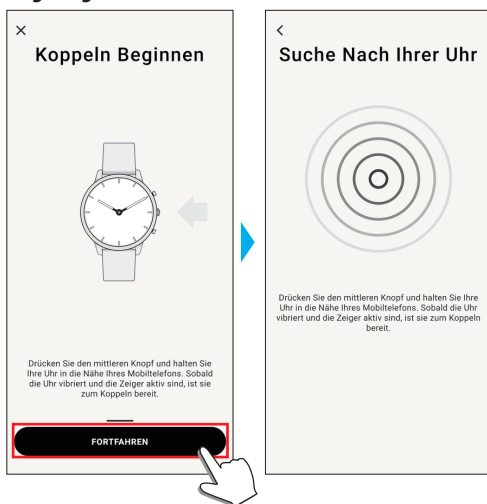 Koppeln Beginnen
Drücken Sie den mittleren Knopf und halten Sie
Ihre Uhr in die Nähe Ihres Mobiltelefons. Sobald
die Uhr vibriert und die Zeiger aktiv sind, ist sie
zum Koppeln bereit.
FORTFAHREN
Suche Nach Ihrer Uhr
Drücken Sie den mittleren Knopf und halten Sie Ihre
Uhr in die Nähe Ihres Mobiltelefons. Sobald die Uhr
vibriert und die Zeiger aktiv sind, ist sie zum Koppeln
bereit.